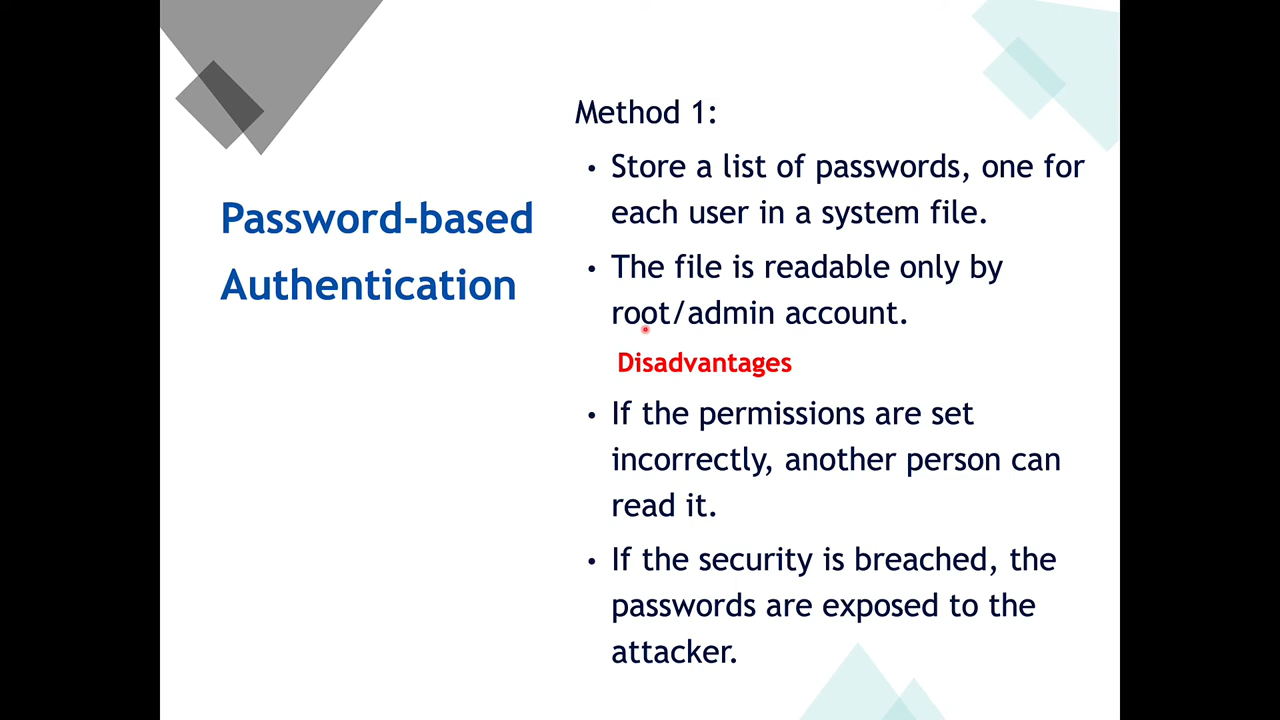 Password-based
Authentication
Method 1:
• Store a list of passwords, one for
each user in a system file.
• The file is readable only by
root/admin account.
Disadvantages
• If the permissions are set
incorrectly, another person can
read it.
• If the security is breached, the
passwords are exposed to the
attacker.